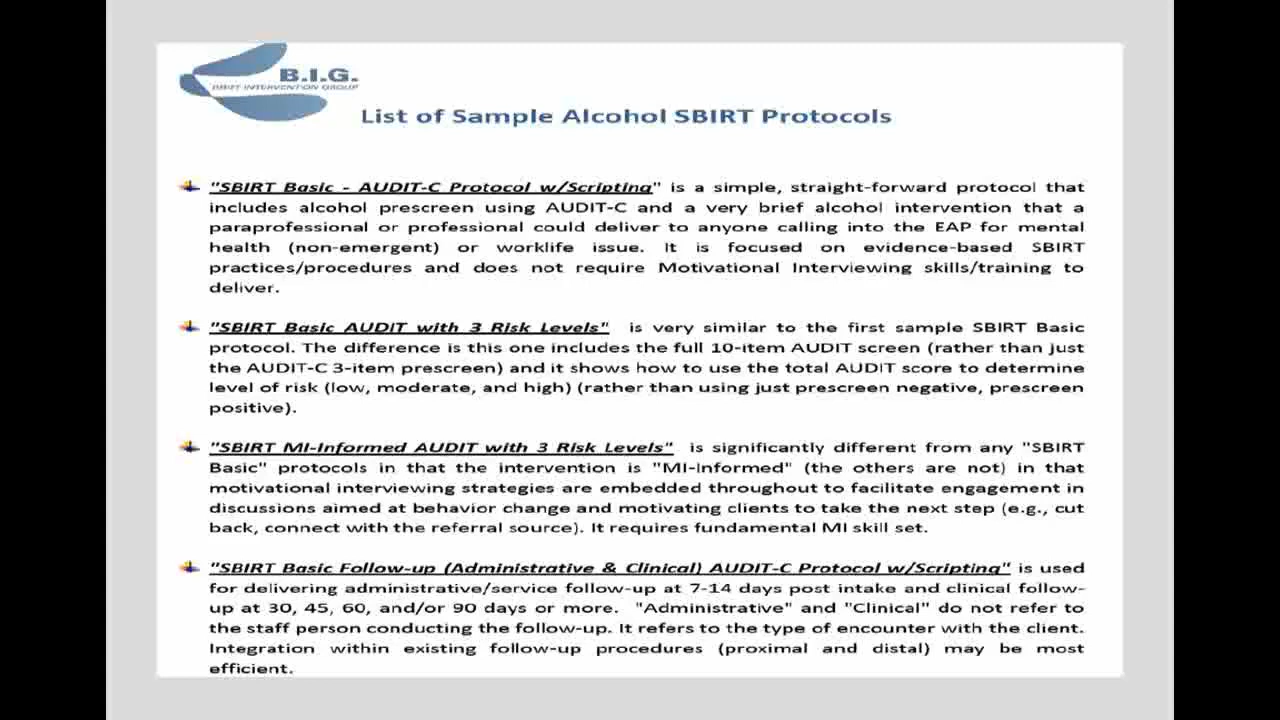 B.I.G.
BRIEF INTERVENTION GROUP
List of Sample Alcohol SBIRT Protocols
"SBIRT Basic - AUDIT-C Protocol w/Scripting" is a simple, straight-forward protocol that
includes alcohol prescreen using AUDIT-C and a very brief alcohol intervention that a
paraprofessional or professional could deliver to anyone calling into the EAP for mental
health (non-emergent) or worklife issue. It is focused on evidence-based SBIRT
practices/procedures and does not require Motivational Interviewing skills/training to
deliver.
"SBIRT Basic AUDIT with 3 Risk Levels" is very similar to the first sample SBIRT Basic
protocol. The difference is this one includes the full 10-item AUDIT screen (rather than just
the AUDIT-C 3-item prescreen) and it shows how to use the total AUDIT score to determine
level of risk (low, moderate, and high) (rather than using just prescreen negative, prescreen
positive).
"SBIRT MI-Informed AUDIT with 3 Risk Levels" is significantly different from any "SBIRT
Basic" protocols in that the intervention is "MI-Informed" (the others are not) in that
motivational interviewing strategies are embedded throughout to facilitate engagement in
discussions aimed at behavior change and motivating clients to take the next step (e.g., cut
back, connect with the referral source). It requires fundamental MI skill set.
"SBIRT Basic Follow-up (Administrative & Clinical) AUDIT-C Protocol w/Scripting" is used
for delivering administrative/service follow-up at 7-14 days post intake and clinical follow-
up at 30, 45, 60, and/or 90 days or more. "Administrative" and "Clinical" do not refer to
the staff person conducting the follow-up. It refers to the type of encounter with the client.
Integration within existing follow-up procedures (proximal and distal) may be most
efficient.